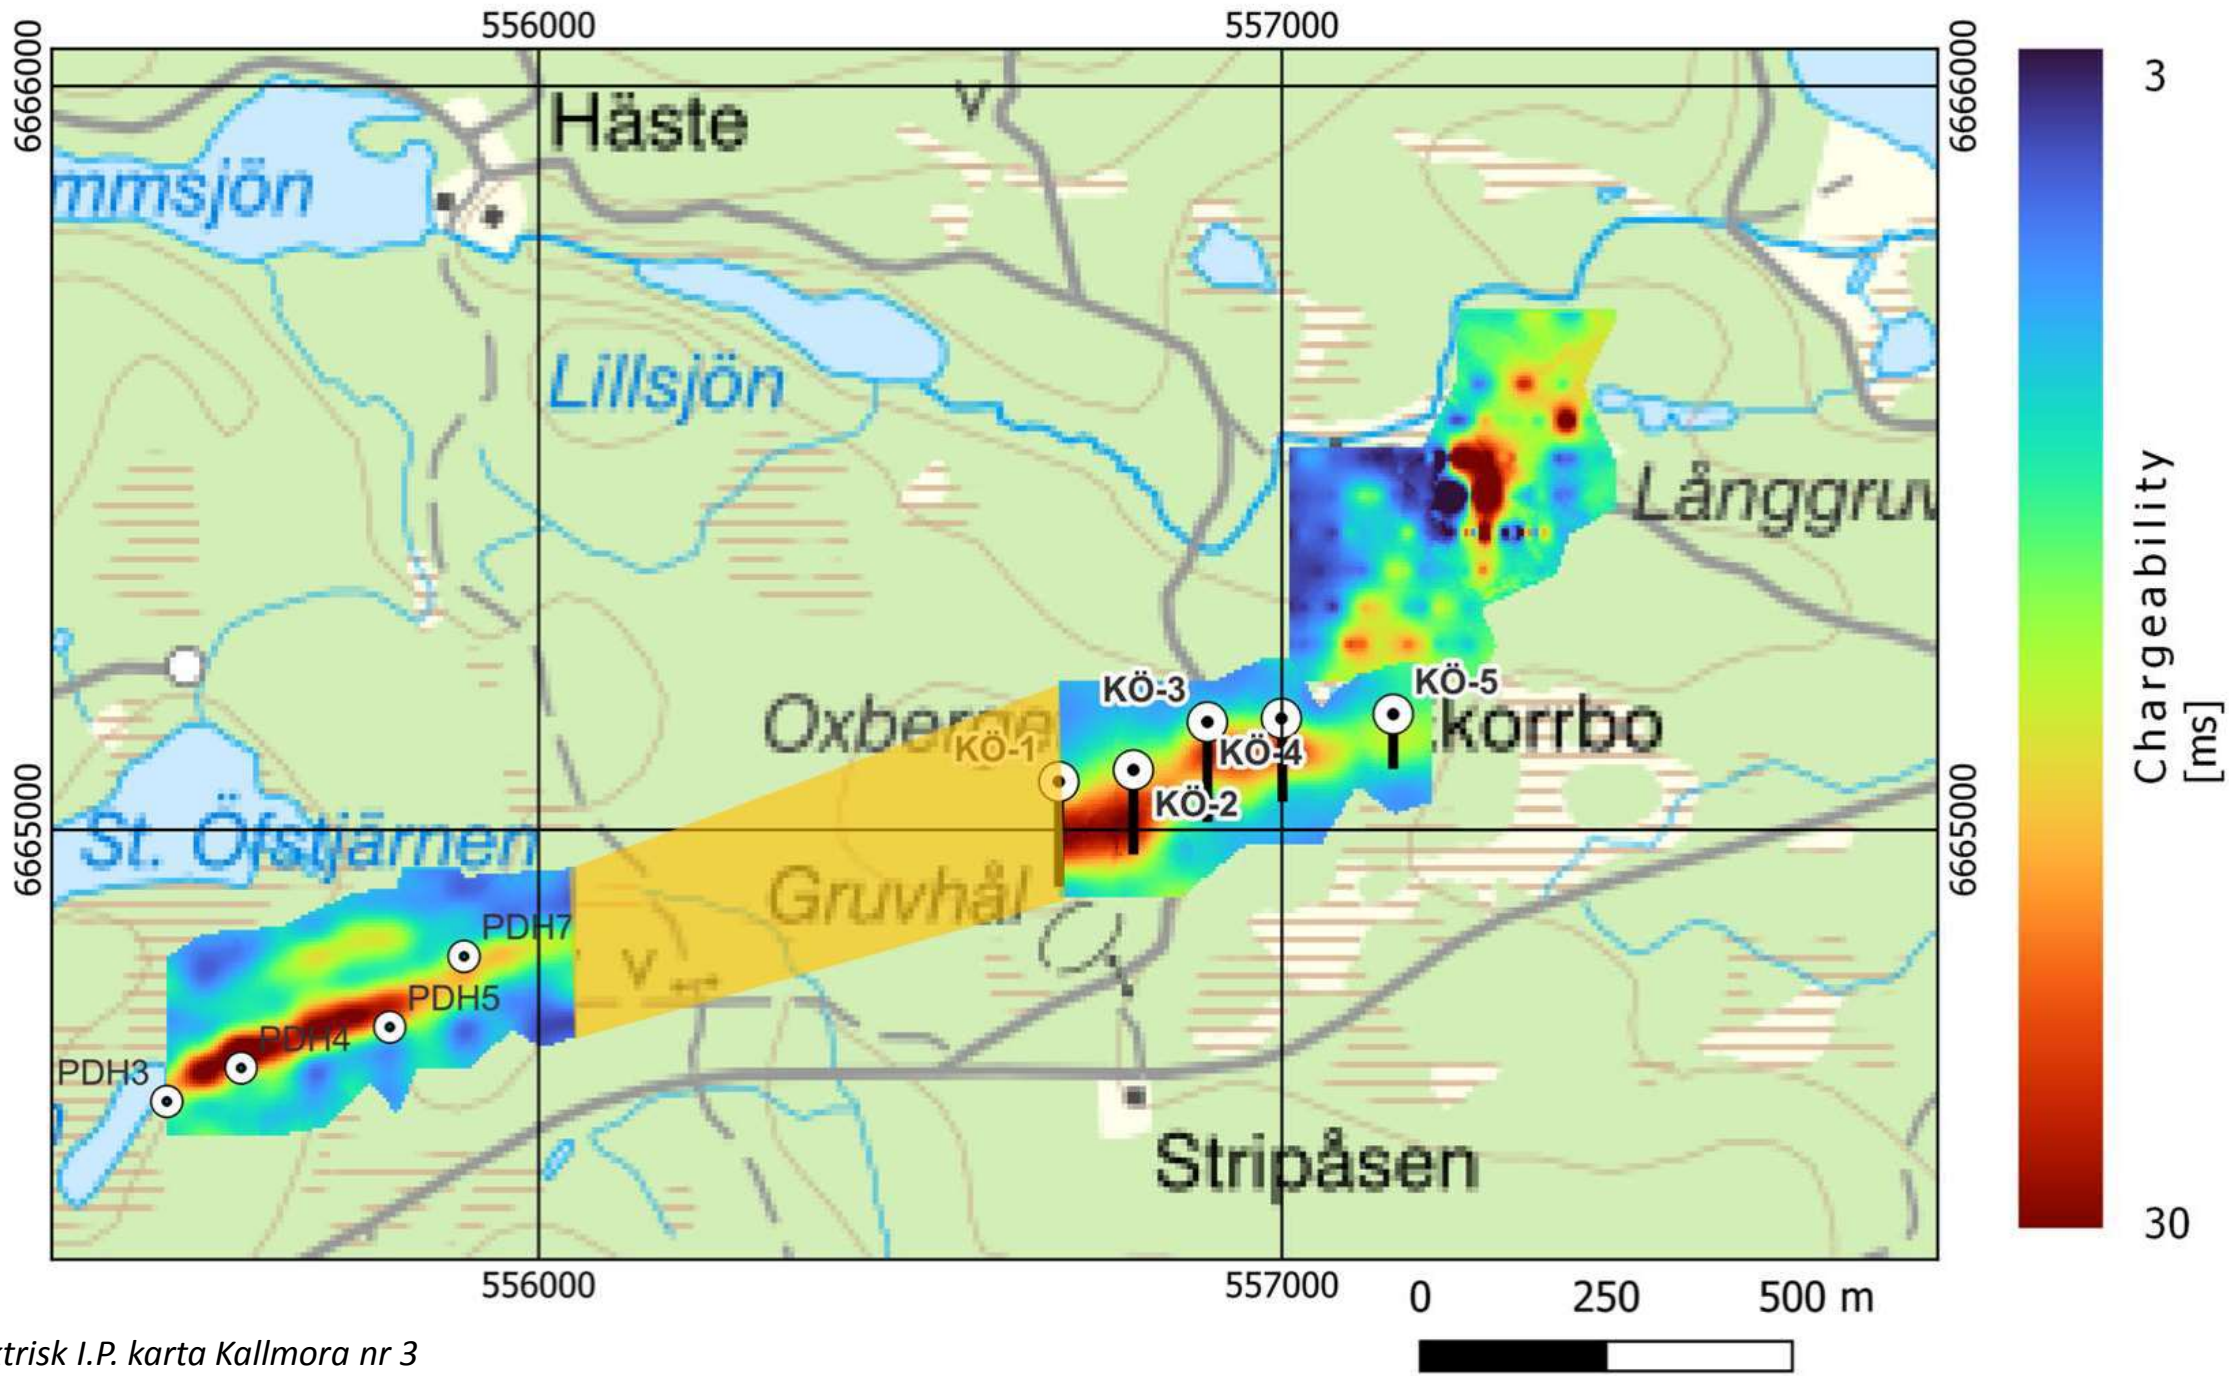 556000
557000
6666000
6666000
3
Häste
V
mmsjön
Lillsjön
Långgruv
Chargeability
[ms]
KÖ-3
KÖ-5
Oxberge
korrbo
KÖ-1
KÖ-4
KÖ-2
6665000
6665000
St. Öfstjärnen
Gruvhål
PDH7
V
PDH5
PDH4
PDH3
Stripåsen
30
556000
557000
0 250 500 m
trisk I.P. karta Kallmora nr 3